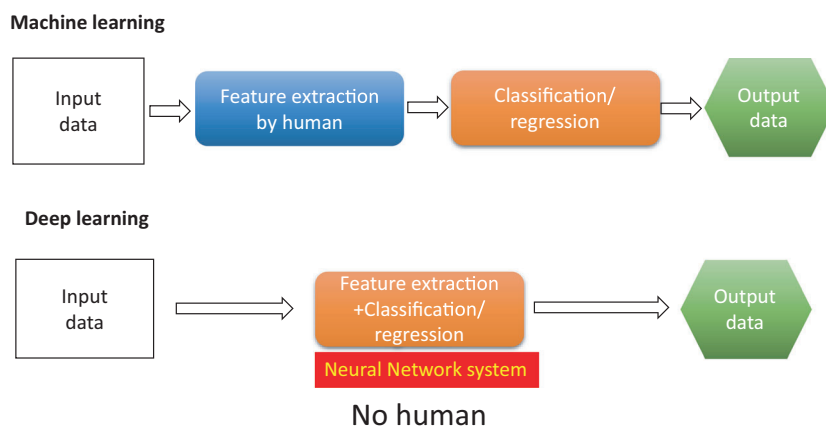 Machine learning
Input
data
Feature extraction
by human
Classification/
regression
Output
data
Deep learning
Input
data
Feature extraction
+Classification/
regression
Neural Network system
No human
Output
data